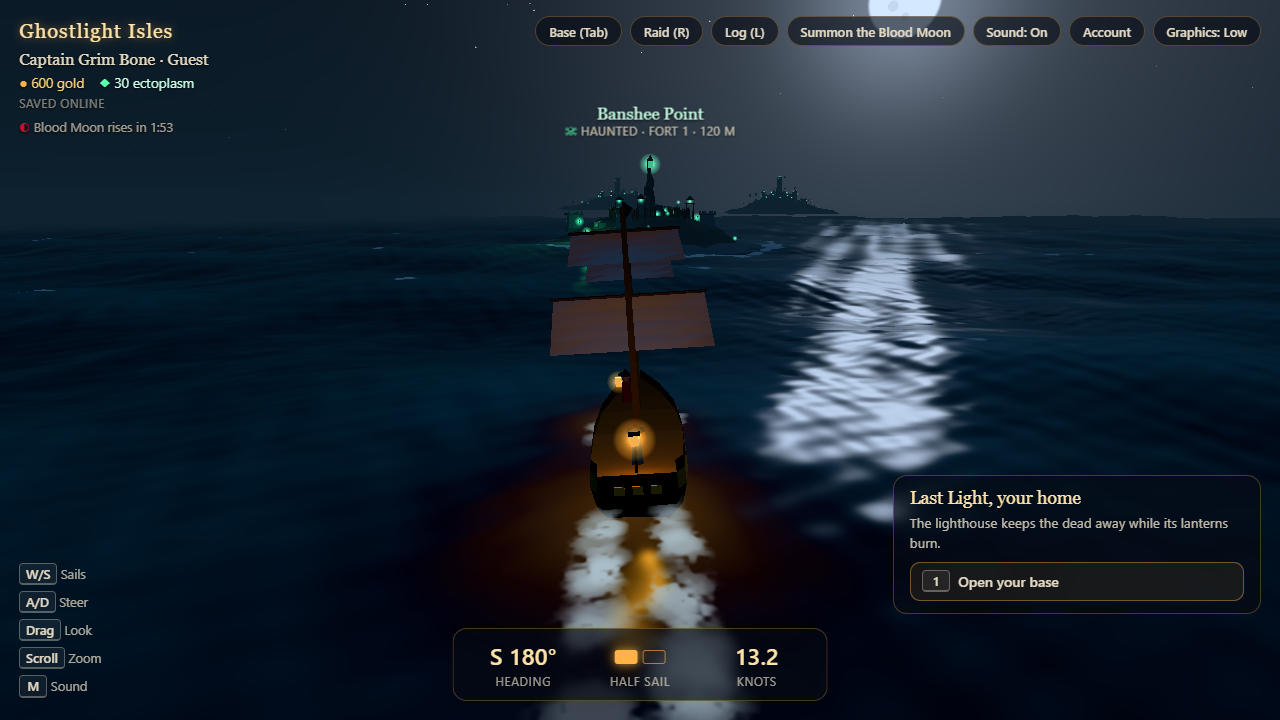 Ghostlight Isles
Captain Grim Bone · Guest
600 gold 30 ectoplasm
SAVED ONLINE
Blood Moon rises in 1:53
Base (Tab) Raid (R) Log (L) Summon the Blood Moon Sound: On Account Graphics: Low
Banshee Point
HAUNTED · FORT 1 · 120 M
Last Light, your home
The lighthouse keeps the dead away while its lanterns
burn.
1 Open your base
W/S Sails
A/D Steer
Drag Look
Scroll Zoom
M Sound
S 180° 13.2
HEADING HALF SAIL KNOTS